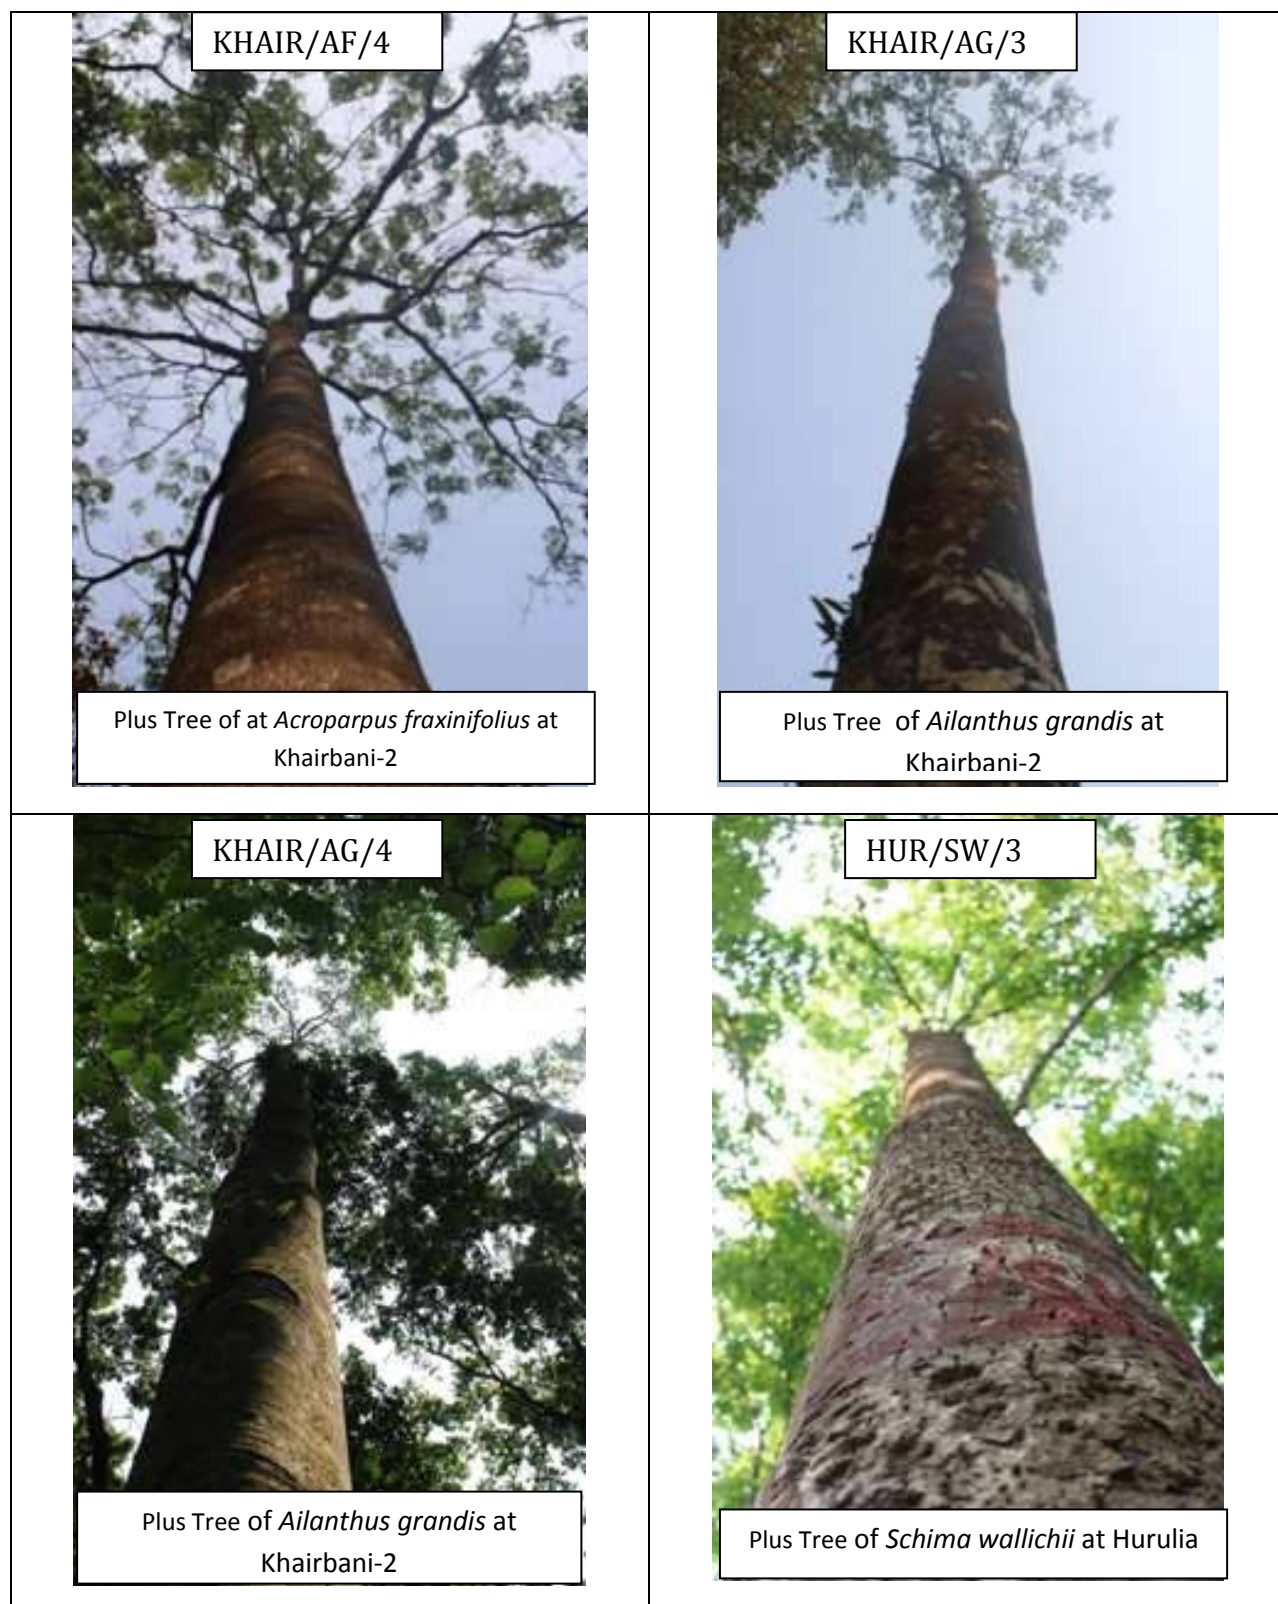 KHAIR/AF/4
Plus Tree of at Acroparpus fraxinifolius at
Khairbani-2
KHAIR/AG/3
Plus Tree of Ailanthus grandis at
Khairbani-2
KHAIR/AG/4
Plus Tree of Ailanthus grandis at
Khairbani-2
HUR/SW/3
Plus Tree of Schima wallichii at Hurulia